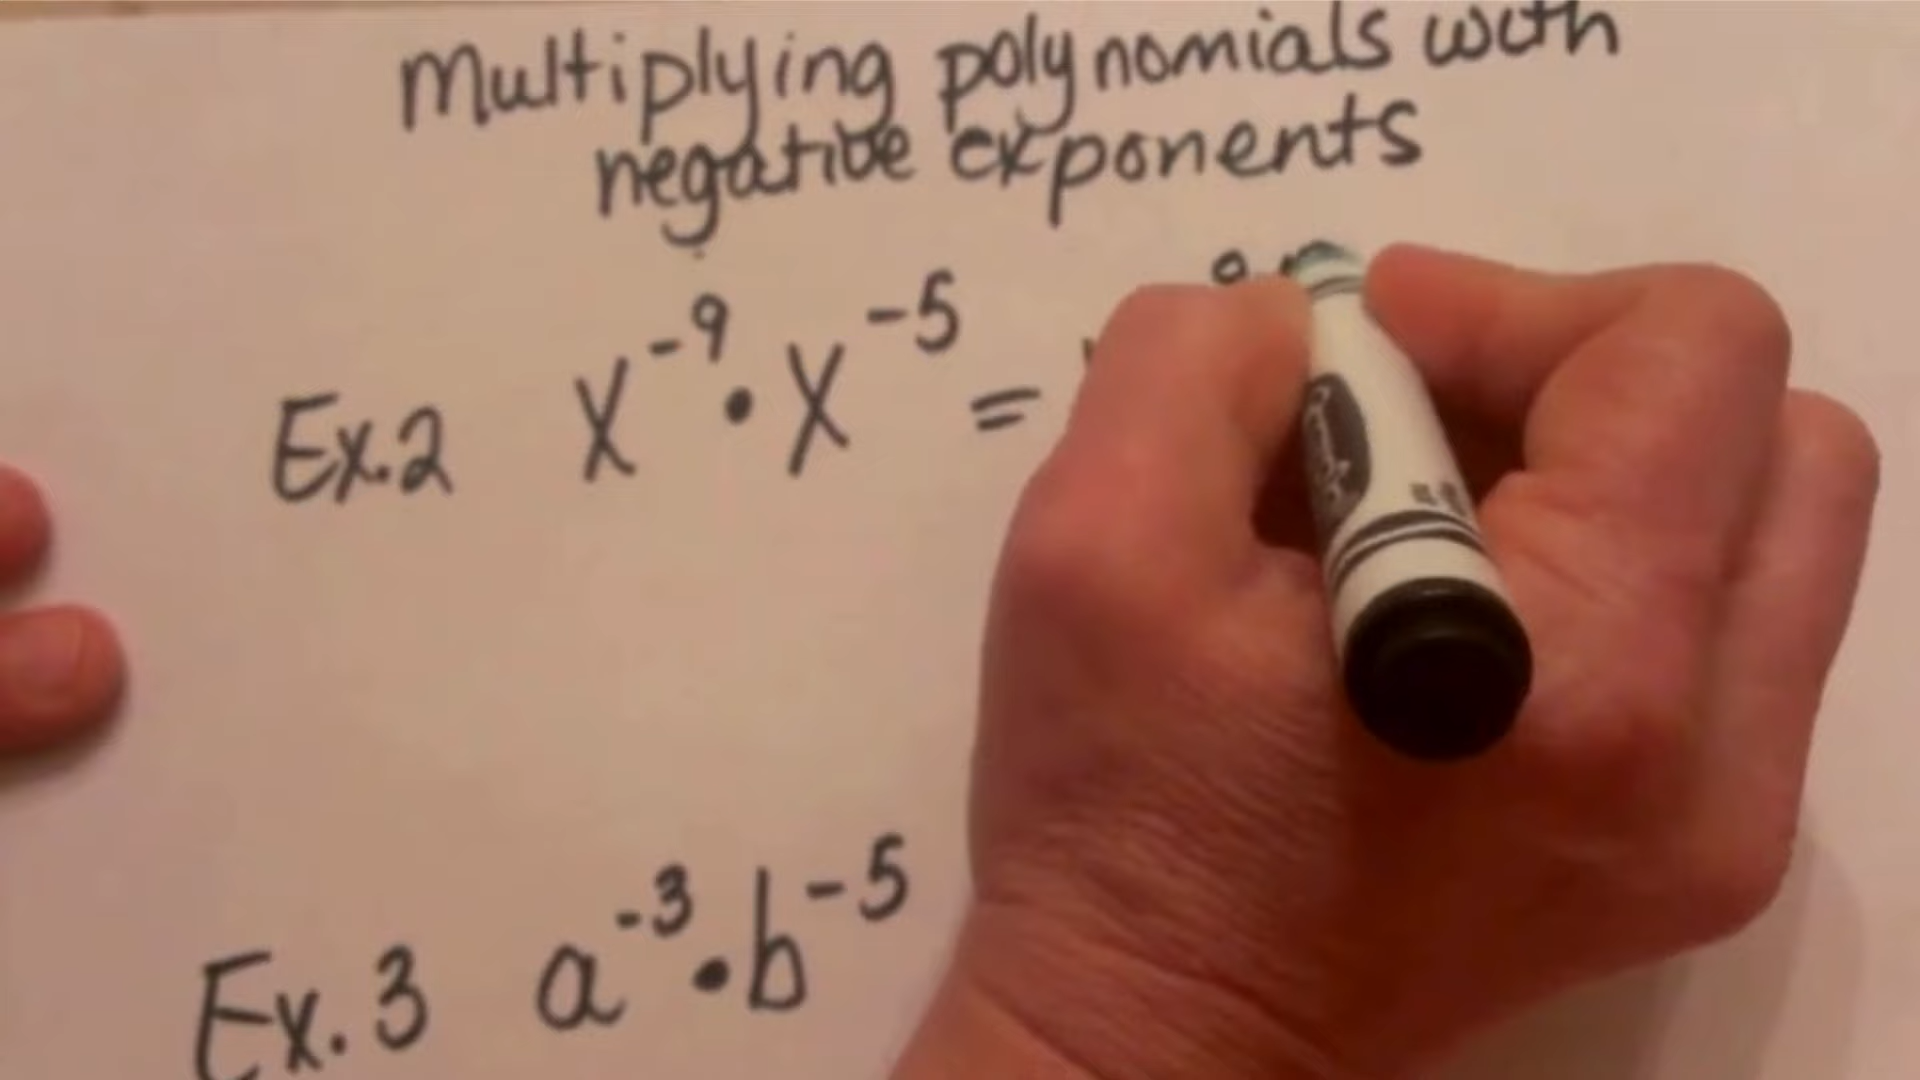 Multiplying polynomials with
negative exponents
Ex.2 x⁻⁹ • x⁻⁵ =
Ex. 3 a⁻³ • b⁻⁵